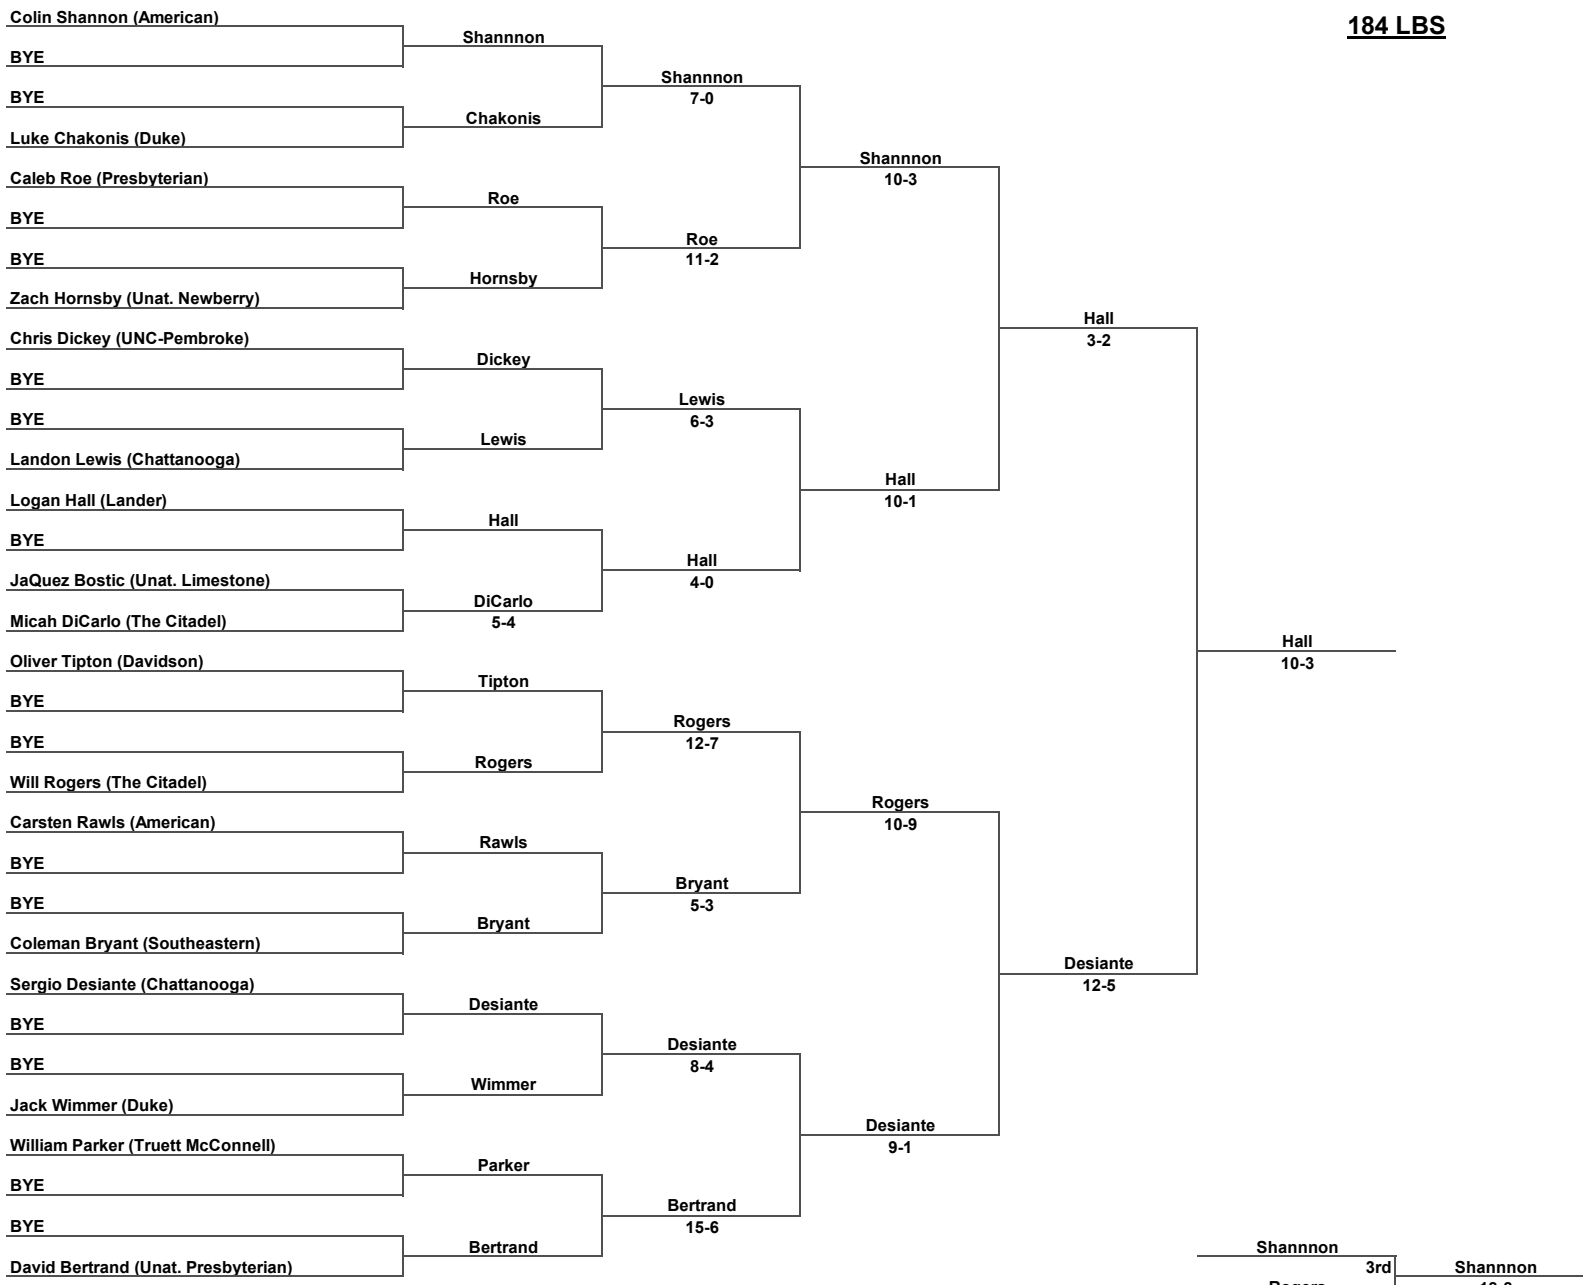 184 LBS
Colin Shannon (American)
BYE
BYE
Luke Chakonis (Duke)
Caleb Roe (Presbyterian)
BYE
BYE
Zach Hornsby (Unat. Newberry)
Chris Dickey (UNC-Pembroke)
BYE
BYE
Landon Lewis (Chattanooga)
Logan Hall (Lander)
BYE
JaQuez Bostic (Unat. Limestone)
Micah DiCarlo (The Citadel)
Oliver Tipton (Davidson)
BYE
BYE
Will Rogers (The Citadel)
Carsten Rawls (American)
BYE
BYE
Coleman Bryant (Southeastern)
Sergio Desiante (Chattanooga)
BYE
BYE
Jack Wimmer (Duke)
William Parker (Truett McConnell)
BYE
BYE
David Bertrand (Unat. Presbyterian)
Shannnon
Chakonis
Roe
Hornsby
Dickey
Lewis
Hall
DiCarlo
5-4
Tipton
Rogers
Rawls
Bryant
Desiante
Wimmer
Parker
Bertrand
Shannnon
7-0
Roe
11-2
Lewis
6-3
Hall
4-0
Rogers
12-7
Bryant
5-3
Desiante
8-4
Bertrand
15-6
Shannnon
10-3
Hall
10-1
Rogers
10-9
Desiante
9-1
Hall
3-2
Desiante
12-5
Hall
10-3
Shannnon
3rd
Rogers
Shannnon